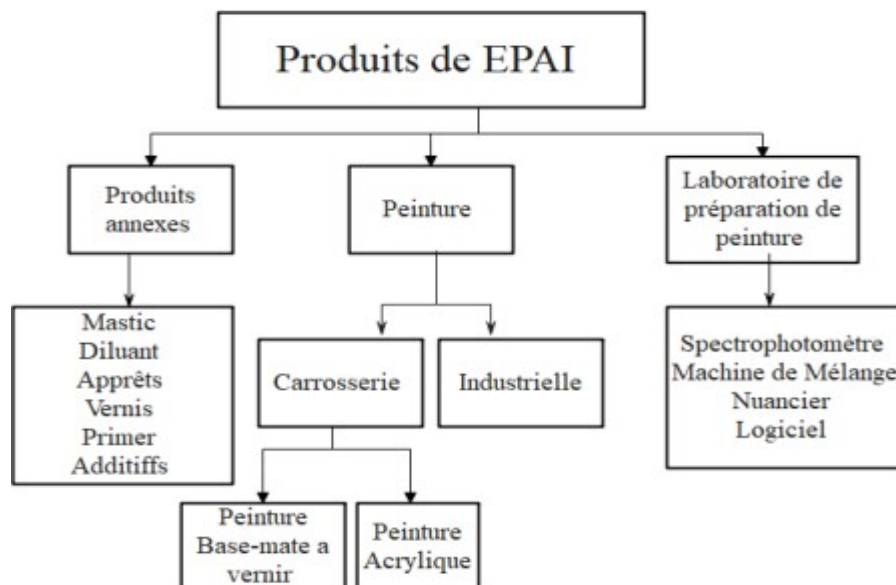 Produits de EPAI
Produits
annexes
Peinture
Laboratoire de
préparation de
peinture
Mastic
Diluant
Apprêts
Vernis
Primer
Additiffs
Carrosserie
Industrielle
Spectrophotomètre
Machine de Mélange
Nuancier
Logiciel
Peinture
Base-mate a
vernir
Peinture
Acrylique